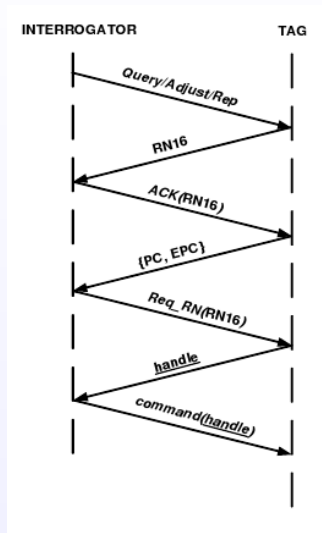 INTERROGATOR TAG
Query/Adjust/Rep
RN16
ACK(RN16)
{PC, EPC}
Req_RN(RN16)
handle
command(handle)